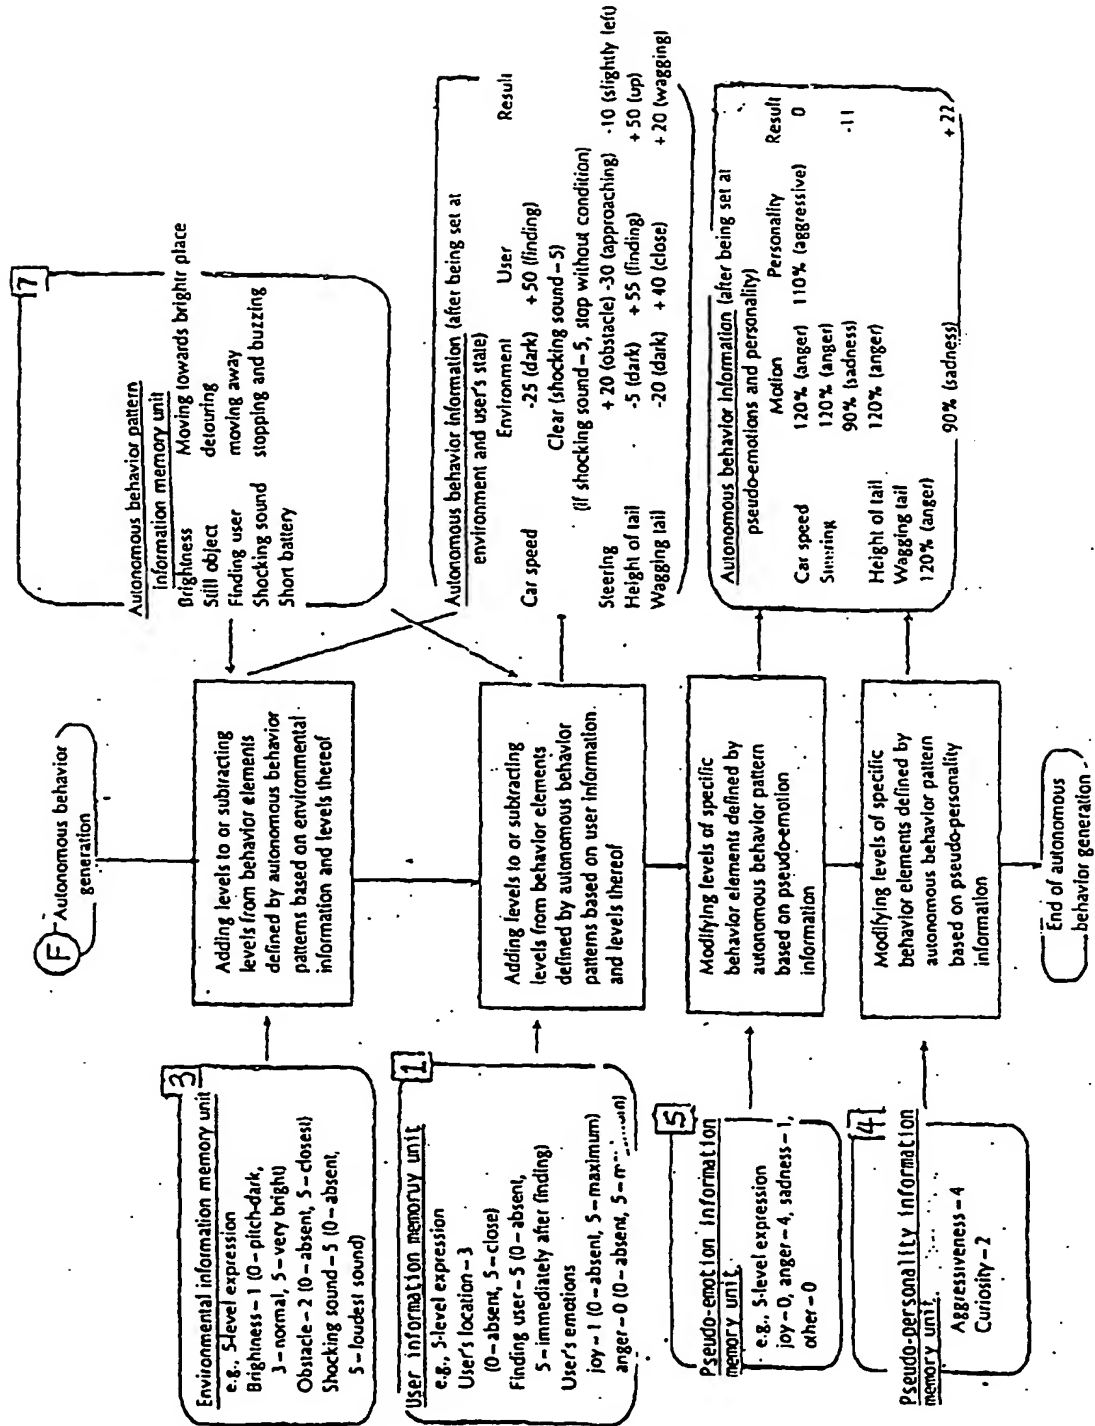 F
Autonomous behavior
generation
3
Environmental information memory unit
e.g., 5-level expression
Brightness – 1 (0 – pitch-dark,
3 – normal, 5 – very bright)
Obstacle – 2 (0 – absent, 5 – closest)
Shocking sound – 5 (0 – absent,
5 – loudest sound)
Adding levels to or subtracting
levels from behavior elements
defined by autonomous behavior
patterns based on environmental
information and levels thereof
7
Autonomous behavior pattern
information memory unit
Brightness Moving towards brightr place
Still object detouring
Finding user moving away
Shocking sound stopping and buzzing
Short battery
1
User information memoruy unit
e.g., 5-level expression
User's location – 3
(0 – absent, 5 – close)
Finding user – 5 (0 – absent,
5 – immediately after finding)
User's emotions
joy – 1 (0 – absent, 5 – maximum)
anger – 0 (0 – absent, 5 –
Adding levels to or subtracting
levels from behavior elements
defined by autonomous behavior
patterns based on user information
and levels thereof
Autonomous behavior information (after being set at
environment and user's state)
Environment User Result
Car speed -25 (dark) +50 (finding)
Clear (shocking sound – 5)
(if shocking sound – 5, stop without condition)
Steering +20 (obstacle) -30 (approaching) -10 (slightly left)
Height of tail -5 (dark) +55 (finding) +50 (up)
Wagging tail -20 (dark) +40 (close) +20 (wagging)
5
Pseudo-emotion information
memory unit
e.g., 5-level expression
joy – 0, anger – 4, sadness – 1,
other – 0
Modifying levels of specific
behavior elements defined by
autonomous behavior pattern
based on pseudo-emotion
information
Autonomous behavior information (after being set at
pseudo-emotions and personality)
Motion Personality Result
Car speed 120% (anger) 110% (aggressive) 0
120% (anger) -11
90% (sadness)
Height of tail 120% (anger)
Wagging tail
120% (anger)
90% (sadness) +22
4
Pseudo-personality information
memory unit
Aggressiveness – 4
Curiosity – 2
Modifying levels of specific
behavior elements defined by
autonomous behavior pattern
based on pseudo-personality
information
End of autonomous
behavior generation